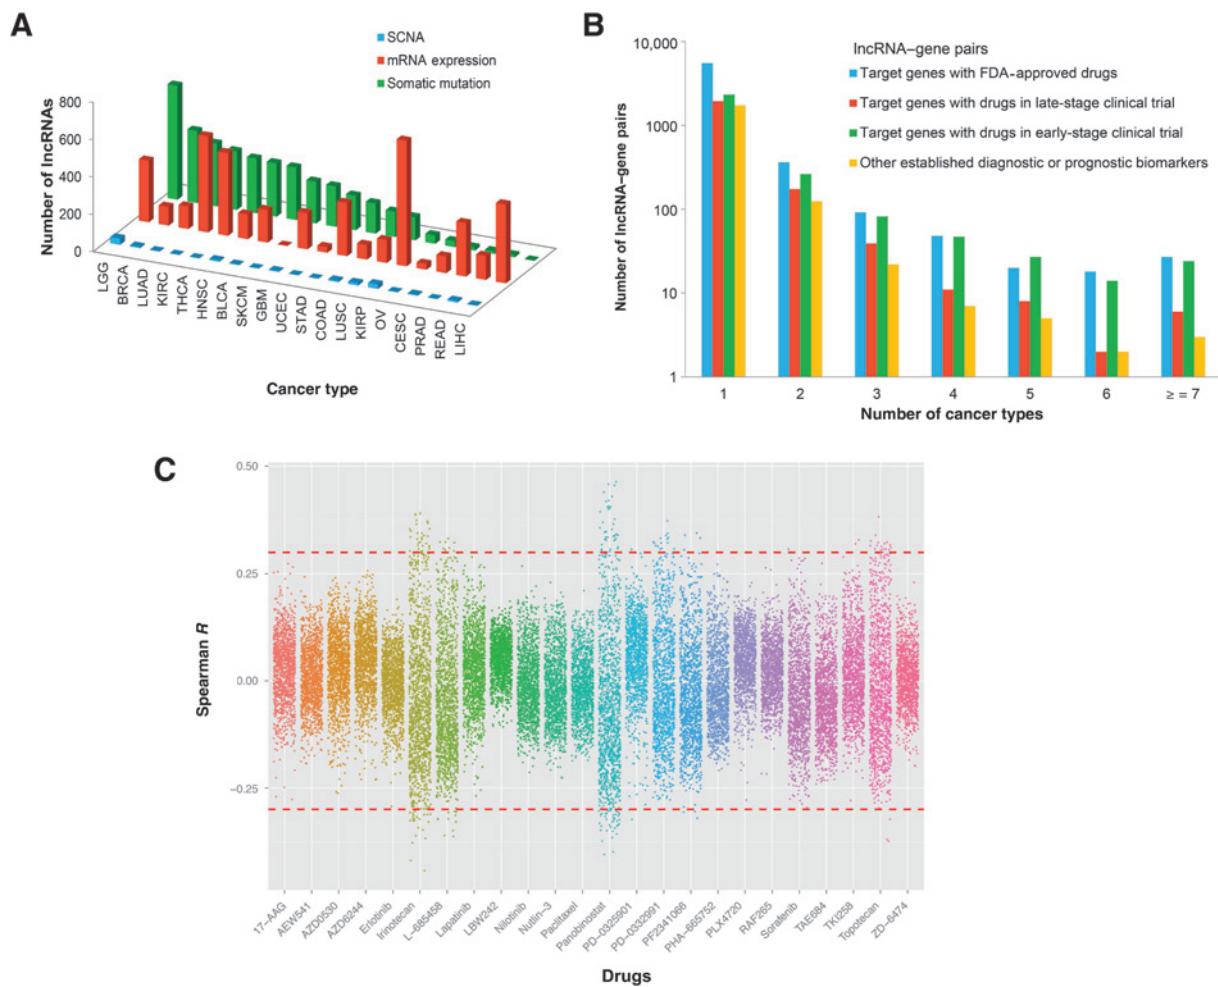 A
SCNA
mRNA expression
Somatic mutation
Number of lncRNAs
800
600
400
200
0
LGG
BRCA
LUAD
KIRC
THCA
HNSC
BLCA
SKCM
GBM
UCEC
STAD
COAD
LUSC
KIRP
OV
CESC
PRAD
READ
LIHC
Cancer type
B
lncRNA–gene pairs
Target genes with FDA-approved drugs
Target genes with drugs in late-stage clinical trial
Target genes with drugs in early-stage clinical trial
Other established diagnostic or prognostic biomarkers
Number of lncRNA–gene pairs
10,000
1000
100
10
1
1 2 3 4 5 6 ≥ = 7
Number of cancer types
C
Spearman R
0.50
0.25
0.00
−0.25
17-AAG
AEW541
AZD0530
AZD6244
Erlotinib
Irinotecan
L-685458
Lapatinib
LBW242
Nilotinib
Nutlin-3
Paclitaxel
Panobinostat
PD-0325901
PD-0332991
PF2341066
PHA-665752
PLX4720
RAF265
Sorafenib
TAE684
TKI258
Topotecan
ZD-6474
Drugs